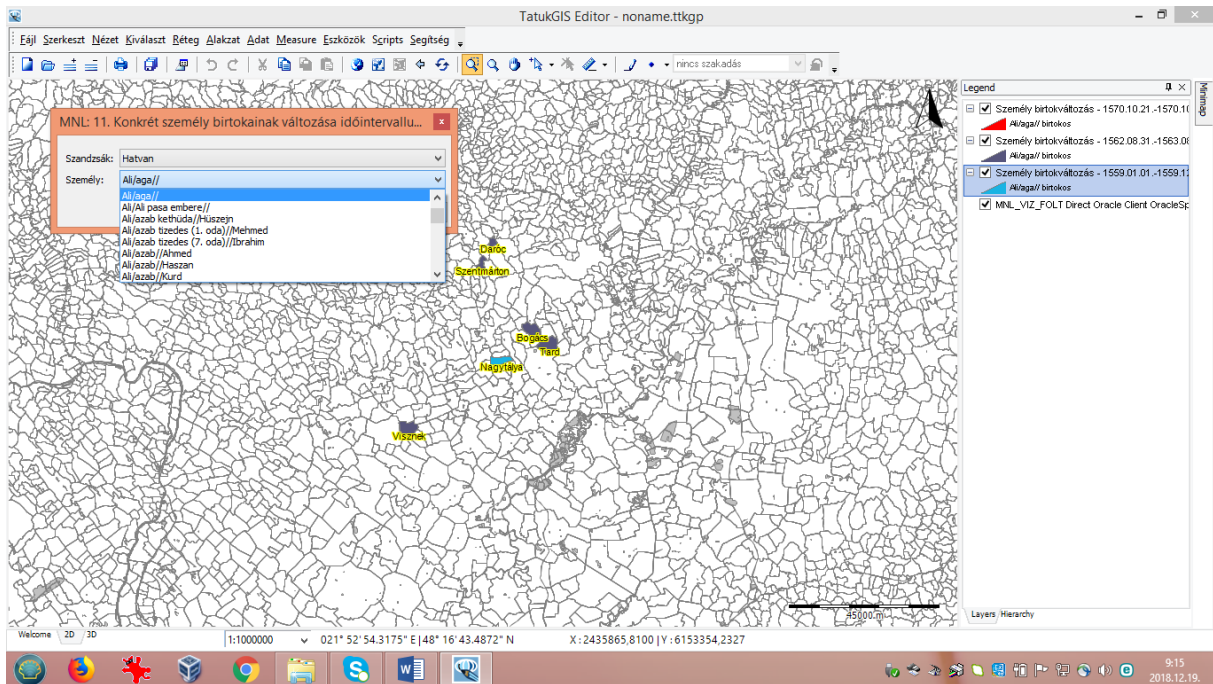 TatukGIS Editor - noname.ttkgp
Fájl Szerkeszt Nézet Kiválaszt Réteg Alakzat Adat Measure Eszközök Scripts Segítség
nincs szakadás
MNL: 11. Konkrét személy birtokainak változása időintervallu...
Szandzsák: Hatvan
Személy: Ali/aga//
Ali/aga//
Ali/Ali pasa embere//
Ali/azab kethüda//Hüszejn
Ali/azab tizedes (1. oda)//Mehmed
Ali/azab tizedes (7. oda)//Ibrahim
Ali/azab//Ahmed
Ali/azab//Haszan
Ali/azab//Kurd
Daróc
Szentmárton
Bogács
Tard
Nagytálya
Visznek
45000 m
Legend
Személy birtokváltozás - 1570.10.21.-1570.10
Ali/aga// birtokos
Személy birtokváltozás - 1562.08.31.-1563.08
Ali/aga// birtokos
Személy birtokváltozás - 1559.01.01.-1559.12
Ali/aga// birtokos
MNL_VIZ_FOLT Direct Oracle Client OracleSp
Minimap
Layers Hierarchy
Welcome 2D 3D
1:1000000 021° 52' 54.3175" E | 48° 16' 43.4872" N X : 2435865,8100 | Y : 6153354,2327
9:15
2018.12.19.